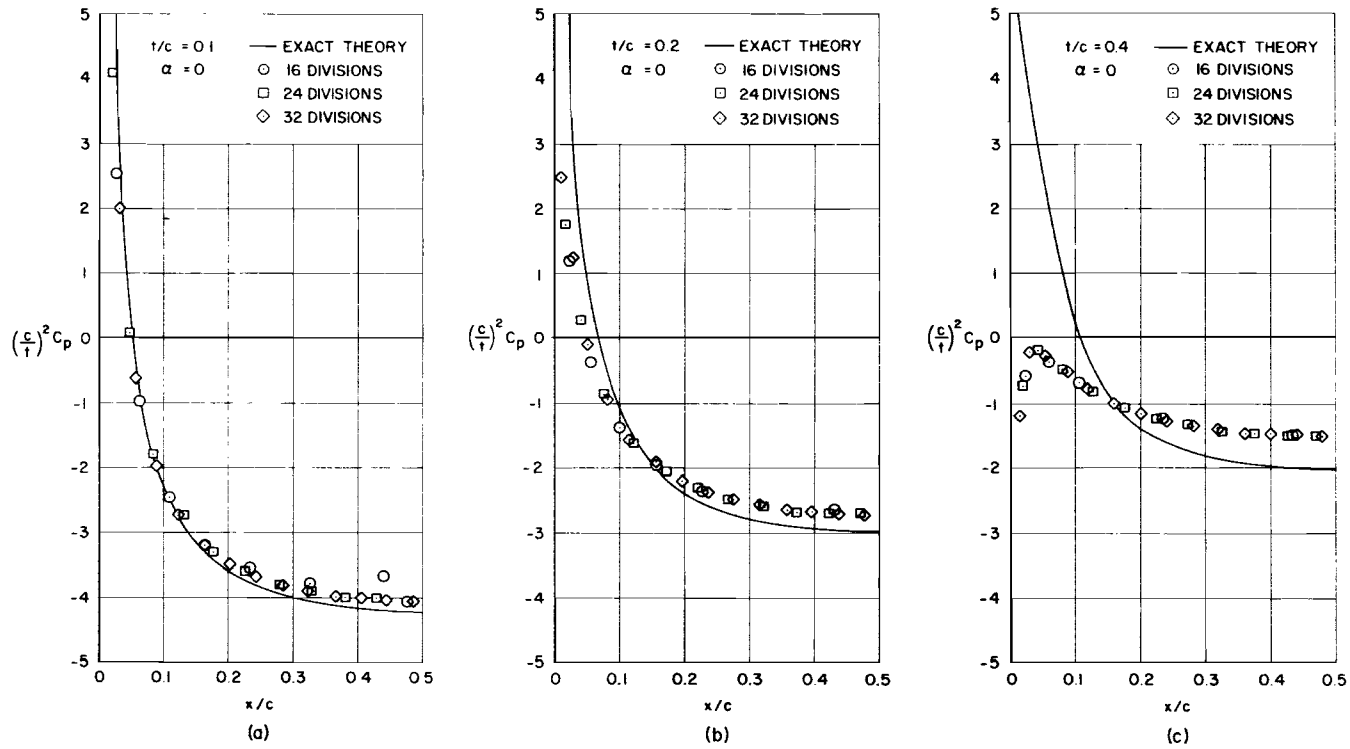 t/c = 0.1 — EXACT THEORY
α = 0 ⊙ 16 DIVISIONS
⊡ 24 DIVISIONS
◇ 32 DIVISIONS
5
4
3
2
1
0
-1
-2
-3
-4
-5
(c/t)² Cp
0 0.1 0.2 0.3 0.4 0.5
x/c
(a)
t/c = 0.2 — EXACT THEORY
α = 0 ⊙ 16 DIVISIONS
⊡ 24 DIVISIONS
◇ 32 DIVISIONS
5
4
3
2
1
0
-1
-2
-3
-4
-5
(c/t)² Cp
0 0.1 0.2 0.3 0.4 0.5
x/c
(b)
t/c = 0.4 — EXACT THEORY
α = 0 ⊙ 16 DIVISIONS
⊡ 24 DIVISIONS
◇ 32 DIVISIONS
5
4
3
2
1
0
-1
-2
-3
-4
-5
(c/t)² Cp
0 0.1 0.2 0.3 0.4 0.5
x/c
(c)